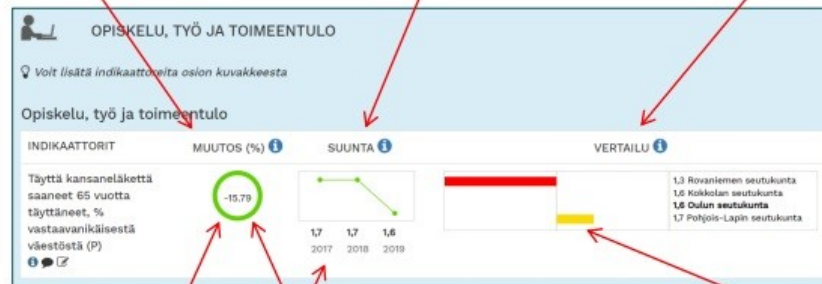 OPISKELU, TYÖ JA TOIMEENTULO
Voit lisätä indikaattoreita osion kuvakkeesta
Opiskelu, työ ja toimeentulo
INDIKAATTORIT MUUTOS (%) SUUNTA VERTAILU
Täyttä kansaneläkettä
saaneet 65 vuotta
täyttäneet, %
vastaavanikäisestä
väestöstä (P)
-15.79
1,7 1,7 1,6
2017 2018 2019
1,3 Rovaniemen seutukunta
1,6 Kokkolan seutukunta
1,6 Oulun seutukunta
1,7 Pohjois-Lapin seutukunta